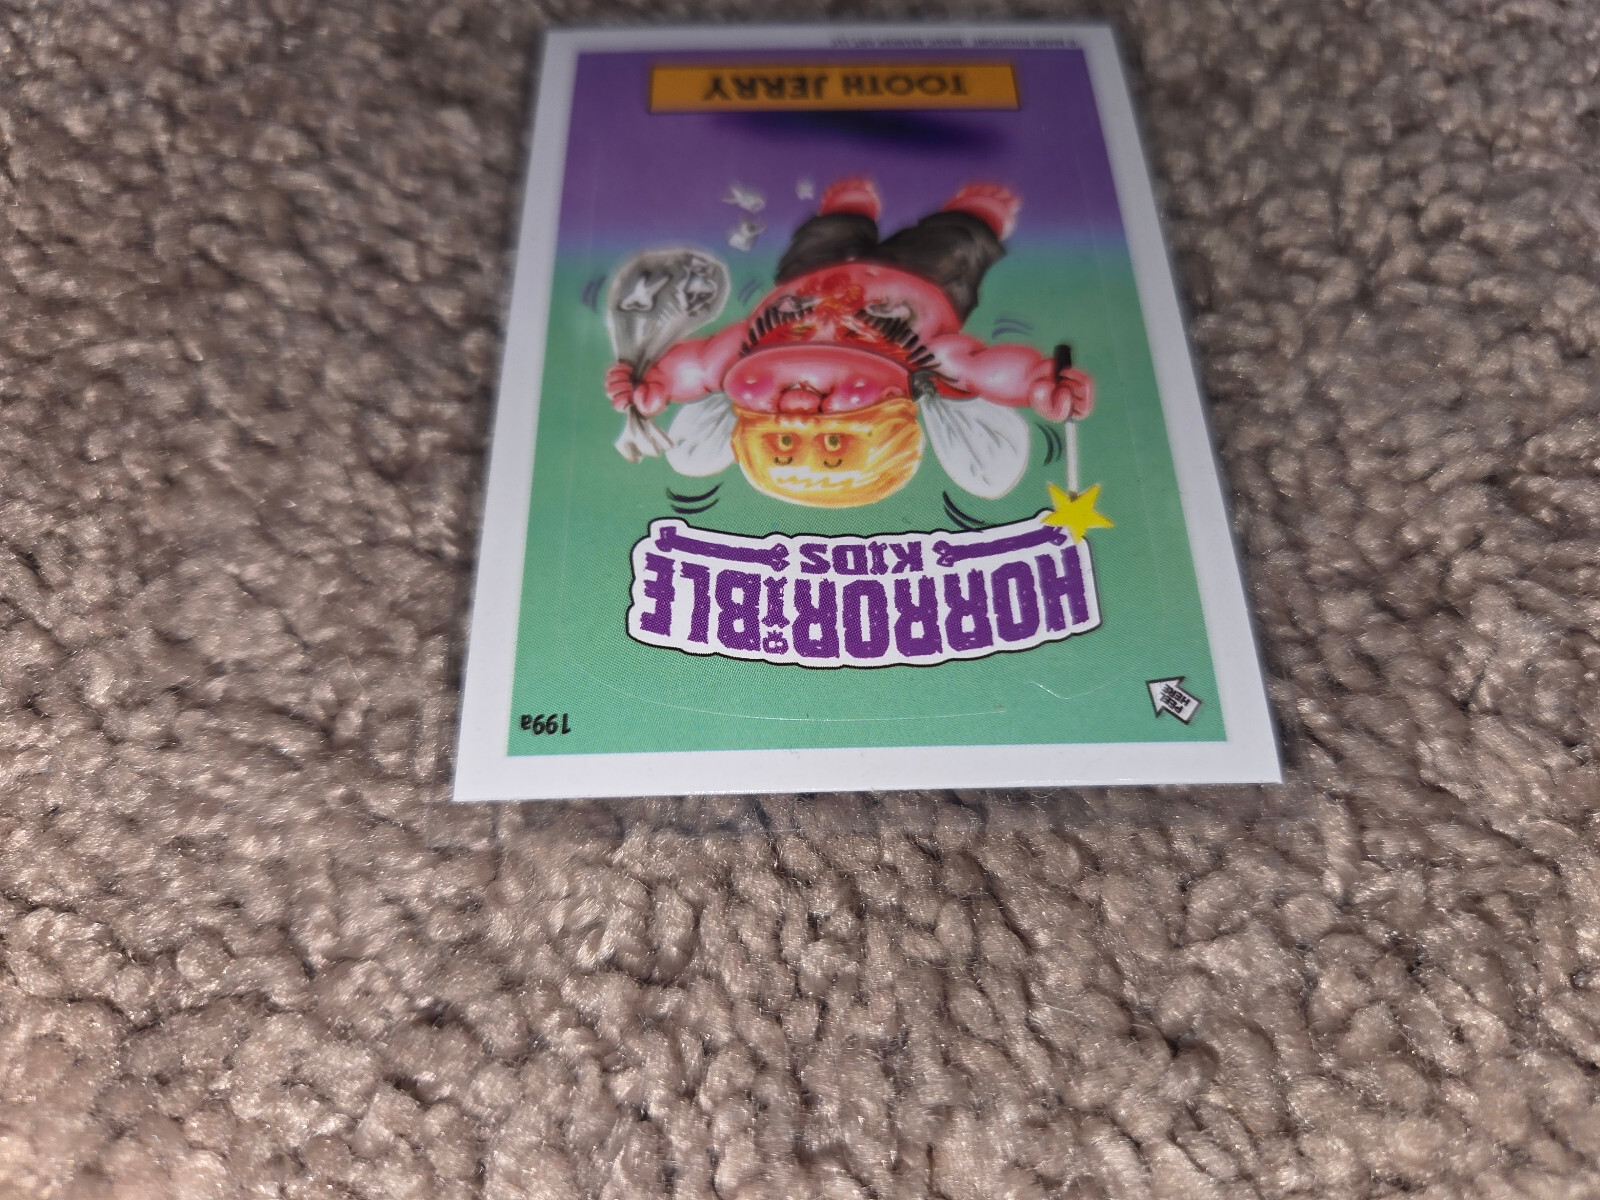 199a
PEEL
HERE
HORRORIBLE
KIDS
TOOTH JERRY